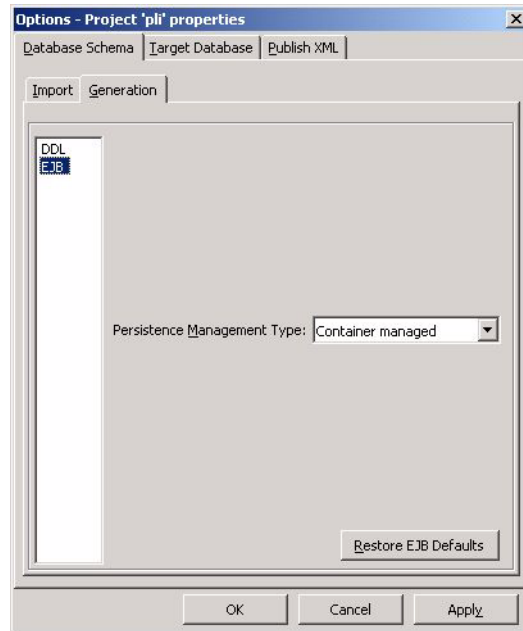 Options - Project 'pli' properties
Database Schema Target Database Publish XML
Import Generation
DDL
EJB
Persistence Management Type: Container managed
Restore EJB Defaults
OK Cancel Apply